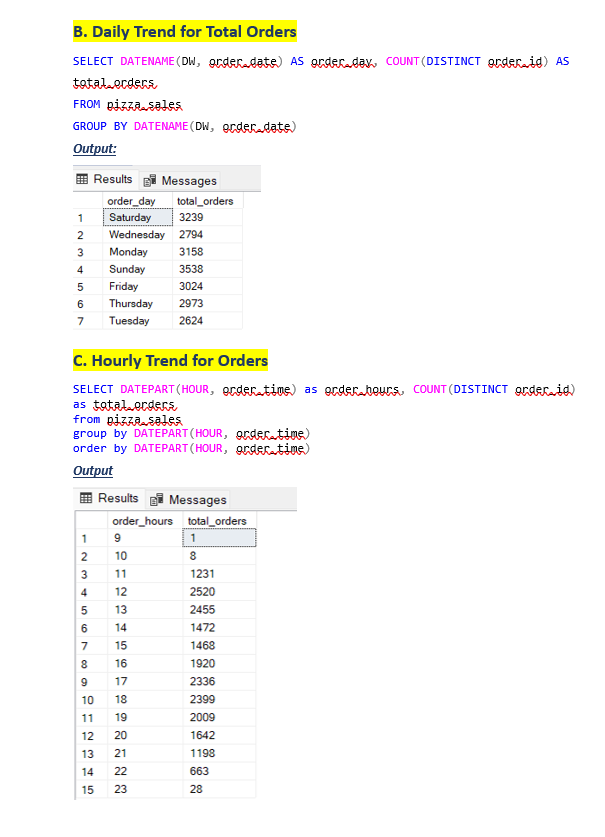 B. Daily Trend for Total Orders
SELECT DATENAME(DW, order_date) AS order_day, COUNT(DISTINCT order_id) AS
total_orders
FROM pizza_sales
GROUP BY DATENAME(DW, order_date)
Output:
Results Messages
order_day total_orders
1 Saturday 3239
2 Wednesday 2794
3 Monday 3158
4 Sunday 3538
5 Friday 3024
6 Thursday 2973
7 Tuesday 2624
C. Hourly Trend for Orders
SELECT DATEPART(HOUR, order_time) as order_hours, COUNT(DISTINCT order_id)
as total_orders
from pizza_sales
group by DATEPART(HOUR, order_time)
order by DATEPART(HOUR, order_time)
Output
Results Messages
order_hours total_orders
1 9 1
2 10 8
3 11 1231
4 12 2520
5 13 2455
6 14 1472
7 15 1468
8 16 1920
9 17 2336
10 18 2399
11 19 2009
12 20 1642
13 21 1198
14 22 663
15 23 28